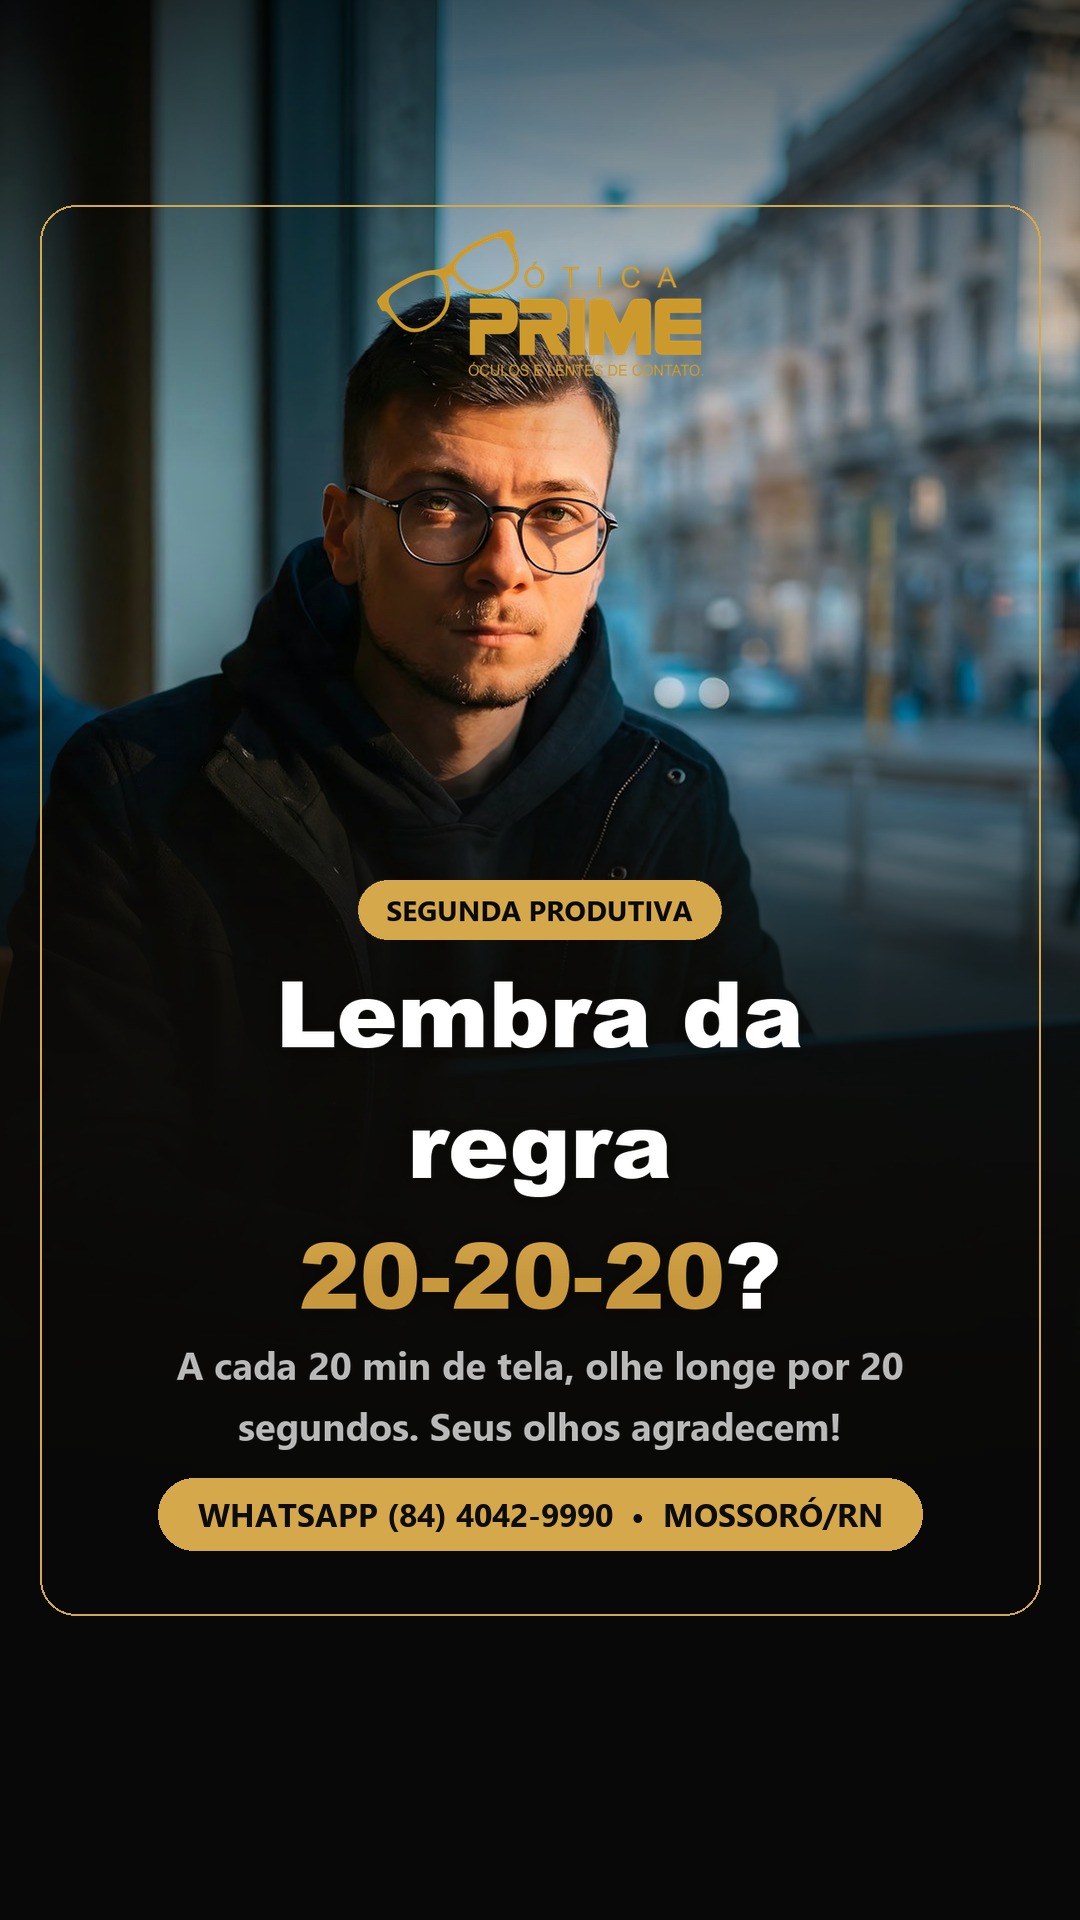 ÓTICA
PRIME
ÓCULOS E LENTES DE CONTATO.
SEGUNDA PRODUTIVA
Lembra da
regra
20-20-20?
A cada 20 min de tela, olhe longe por 20
segundos. Seus olhos agradecem!
WHATSAPP (84) 4042-9990 • MOSSORÓ/RN